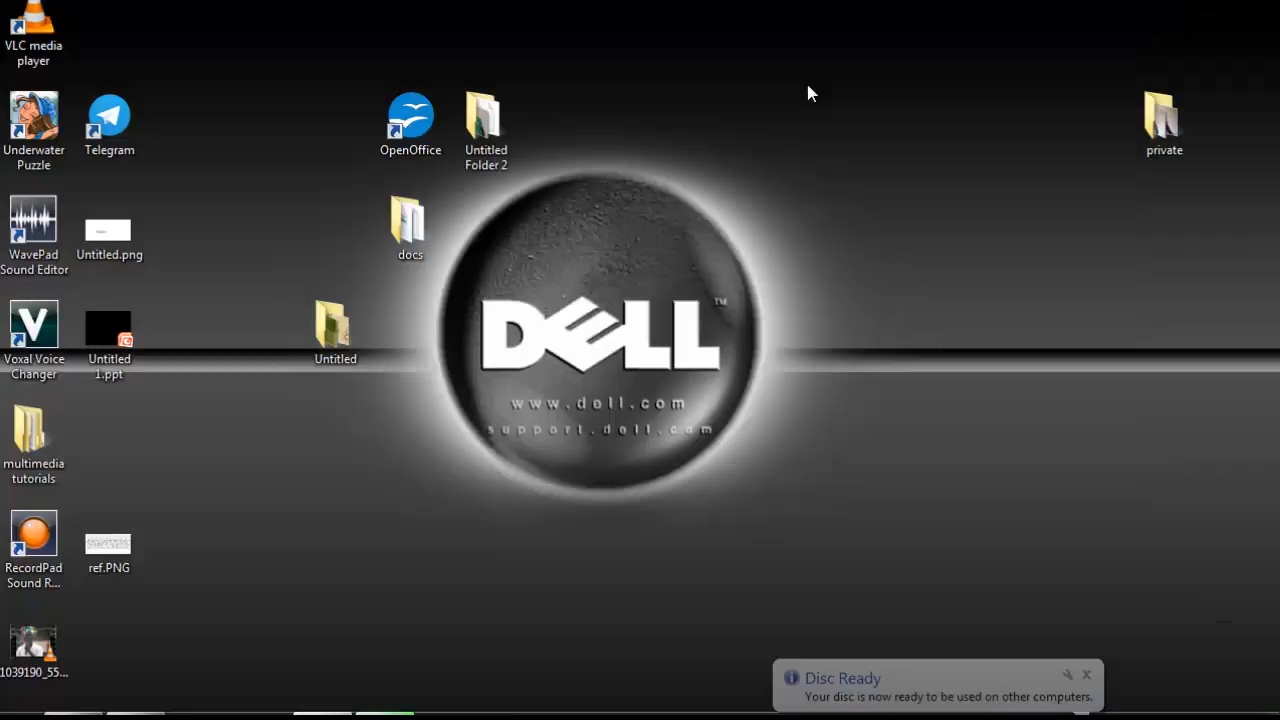 VLC media
player
Underwater
Puzzle
Telegram
OpenOffice
Untitled
Folder 2
private
WavePad
Sound Editor
Untitled.png
docs
Voxal Voice
Changer
Untitled
1.ppt
Untitled
DELL™
www.dell.com
support.dell.com
multimedia
tutorials
RecordPad
Sound R...
ref.PNG
1039190_55...
Disc Ready
Your disc is now ready to be used on other computers.